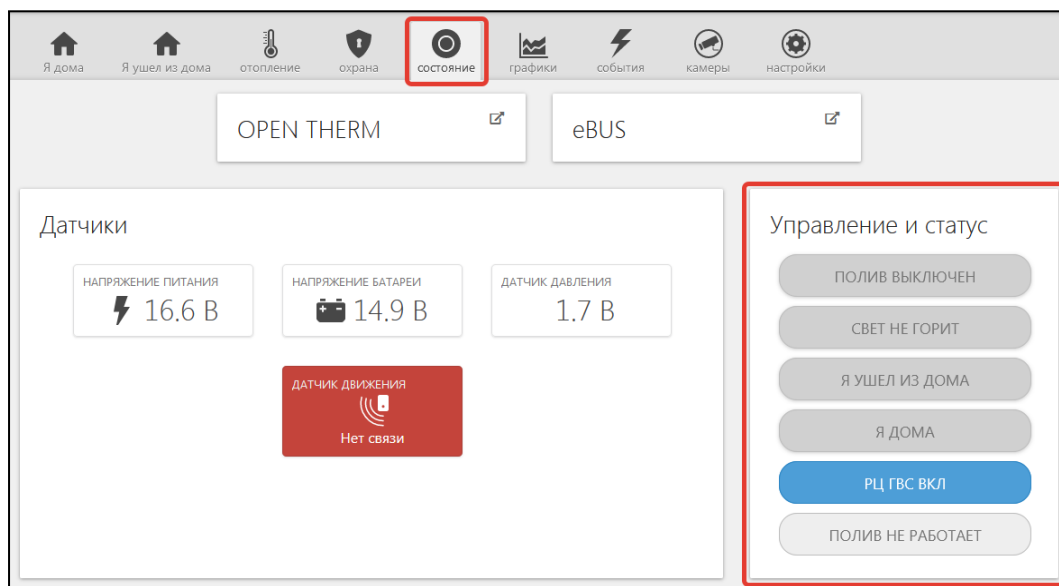 Я дома
Я ушел из дома
отопление
охрана
состояние
графики
события
камеры
настройки
OPEN THERM
eBUS
Датчики
НАПРЯЖЕНИЕ ПИТАНИЯ
16.6 В
НАПРЯЖЕНИЕ БАТАРЕИ
14.9 В
ДАТЧИК ДАВЛЕНИЯ
1.7 В
ДАТЧИК ДВИЖЕНИЯ
Нет связи
Управление и статус
ПОЛИВ ВЫКЛЮЧЕН
СВЕТ НЕ ГОРИТ
Я УШЕЛ ИЗ ДОМА
Я ДОМА
РЦ ГВС ВКЛ
ПОЛИВ НЕ РАБОТАЕТ